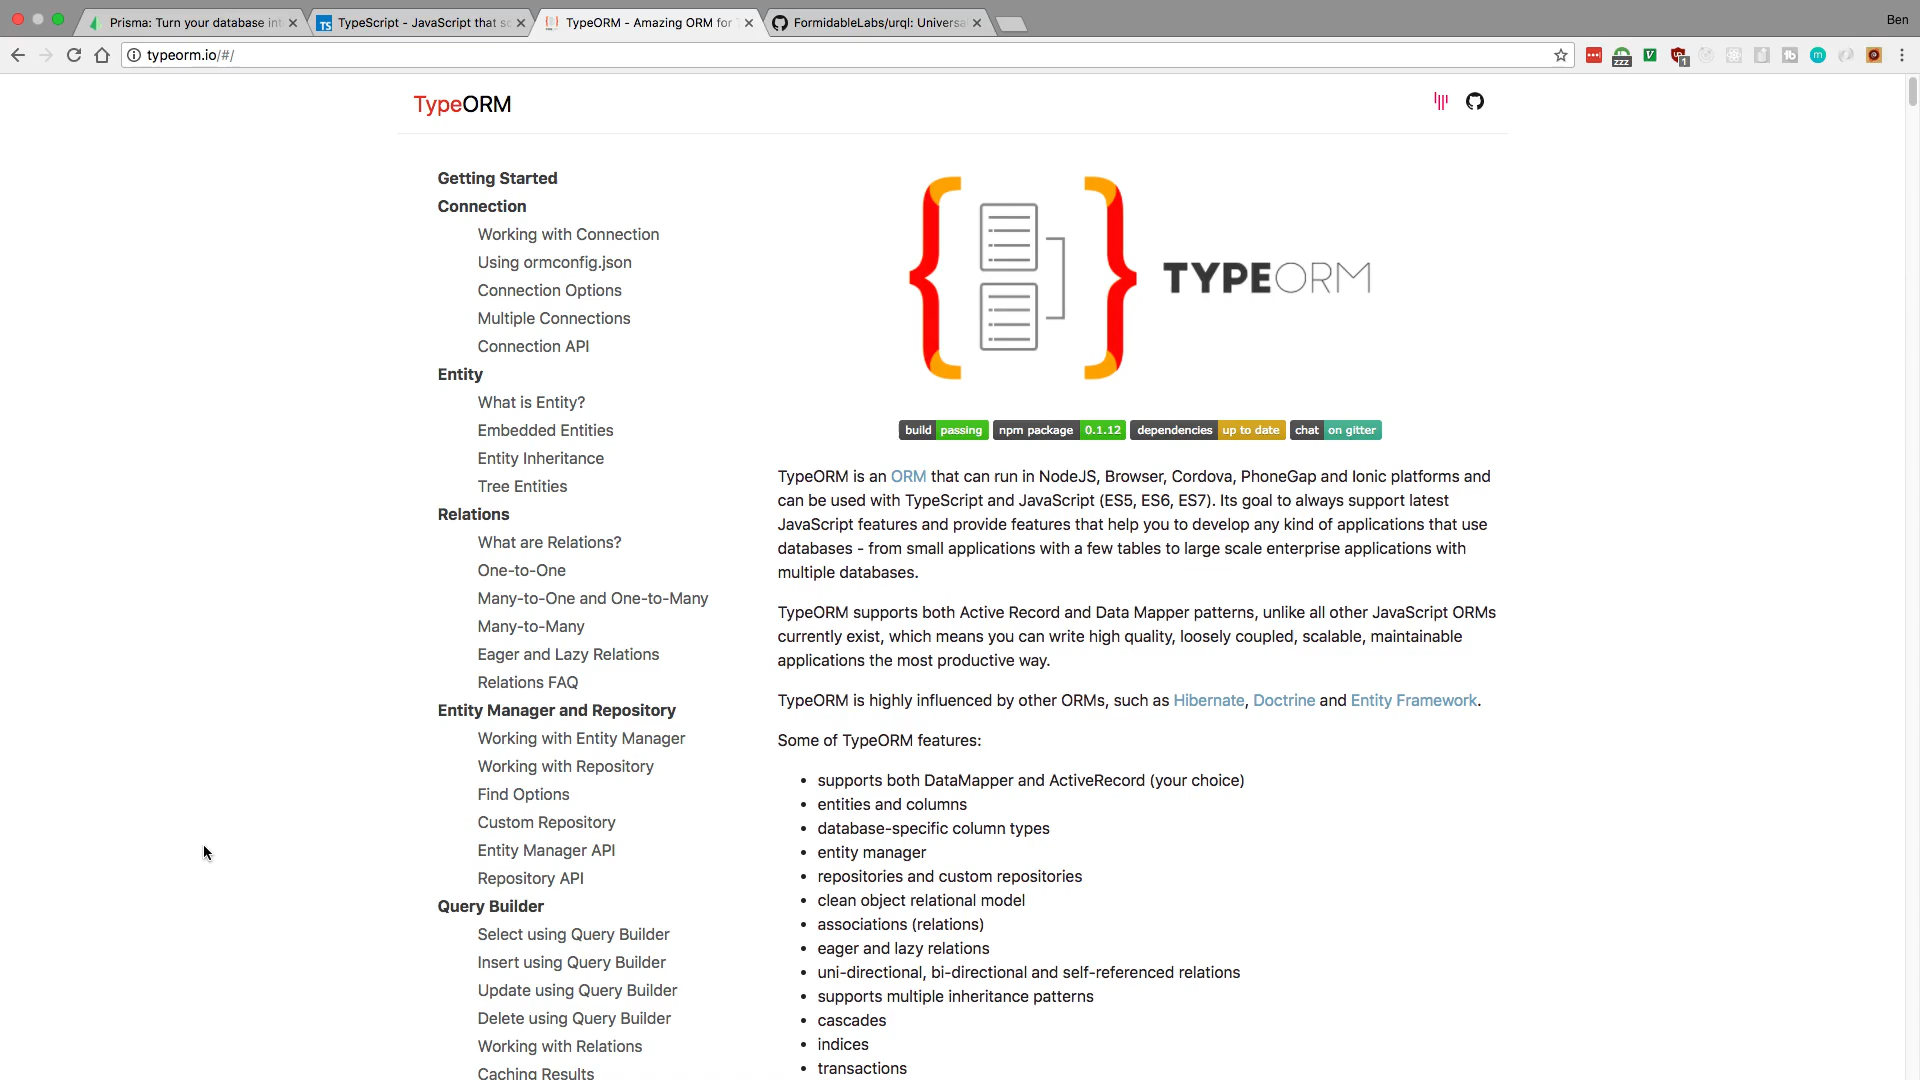 Prisma: Turn your database int
TypeScript - JavaScript that sc
TypeORM - Amazing ORM for T
FormidableLabs/urql: Universa
Ben
typeorm.io/#/
zzz
1
TypeORM
Getting Started
Connection
Working with Connection
Using ormconfig.json
Connection Options
Multiple Connections
Connection API
Entity
What is Entity?
Embedded Entities
Entity Inheritance
Tree Entities
Relations
What are Relations?
One-to-One
Many-to-One and One-to-Many
Many-to-Many
Eager and Lazy Relations
Relations FAQ
Entity Manager and Repository
Working with Entity Manager
Working with Repository
Find Options
Custom Repository
Entity Manager API
Repository API
Query Builder
Select using Query Builder
Insert using Query Builder
Update using Query Builder
Delete using Query Builder
Working with Relations
Caching Results
TYPEORM
build passing npm package 0.1.12 dependencies up to date chat on gitter
TypeORM is an ORM that can run in NodeJS, Browser, Cordova, PhoneGap and Ionic platforms and
can be used with TypeScript and JavaScript (ES5, ES6, ES7). Its goal to always support latest
JavaScript features and provide features that help you to develop any kind of applications that use
databases - from small applications with a few tables to large scale enterprise applications with
multiple databases.
TypeORM supports both Active Record and Data Mapper patterns, unlike all other JavaScript ORMs
currently exist, which means you can write high quality, loosely coupled, scalable, maintainable
applications the most productive way.
TypeORM is highly influenced by other ORMs, such as Hibernate, Doctrine and Entity Framework.
Some of TypeORM features:
• supports both DataMapper and ActiveRecord (your choice)
• entities and columns
• database-specific column types
• entity manager
• repositories and custom repositories
• clean object relational model
• associations (relations)
• eager and lazy relations
• uni-directional, bi-directional and self-referenced relations
• supports multiple inheritance patterns
• cascades
• indices
• transactions